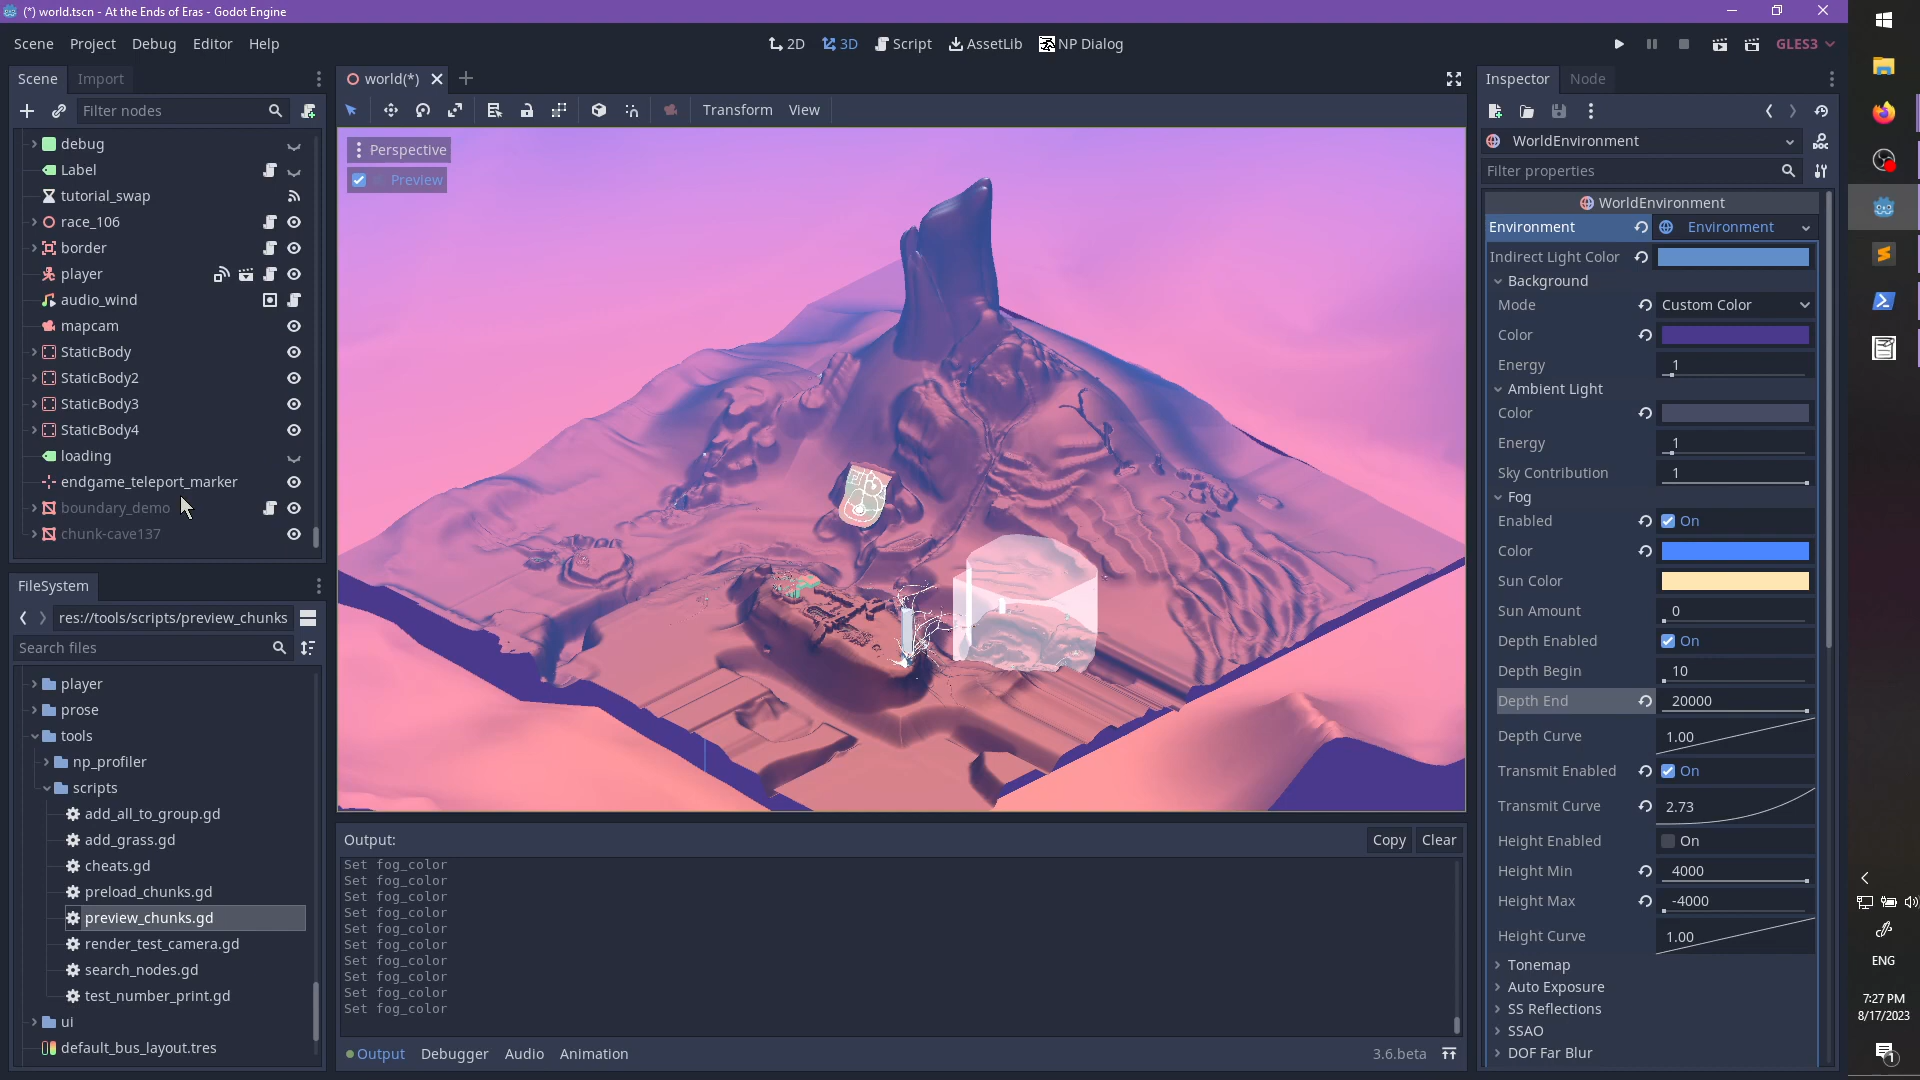 (*) world.tscn - At the Ends of Eras - Godot Engine
Scene Project Debug Editor Help
2D 3D Script AssetLib NP Dialog
GLES3
Scene Import
Filter nodes
debug
Label
tutorial_swap
race_106
border
player
audio_wind
mapcam
StaticBody
StaticBody2
StaticBody3
StaticBody4
loading
endgame_teleport_marker
boundary_demo
chunk-cave137
FileSystem
res://tools/scripts/preview_chunks
Search files
player
prose
tools
np_profiler
scripts
add_all_to_group.gd
add_grass.gd
cheats.gd
preload_chunks.gd
preview_chunks.gd
render_test_camera.gd
search_nodes.gd
test_number_print.gd
ui
default_bus_layout.tres
world(*)
Transform View
Perspective
Preview
Output:
Copy Clear
Set fog_color
Set fog_color
Set fog_color
Set fog_color
Set fog_color
Set fog_color
Set fog_color
Set fog_color
Set fog_color
Set fog_color
Output Debugger Audio Animation
3.6.beta
Inspector Node
WorldEnvironment
Filter properties
WorldEnvironment
Environment Environment
Indirect Light Color
Background
Mode Custom Color
Color
Energy 1
Ambient Light
Color
Energy 1
Sky Contribution 1
Fog
Enabled On
Color
Sun Color
Sun Amount 0
Depth Enabled On
Depth Begin 10
Depth End 20000
Depth Curve 1.00
Transmit Enabled On
Transmit Curve 2.73
Height Enabled On
Height Min 4000
Height Max -4000
Height Curve 1.00
Tonemap
Auto Exposure
SS Reflections
SSAO
DOF Far Blur
ENG
7:27 PM
8/17/2023
1